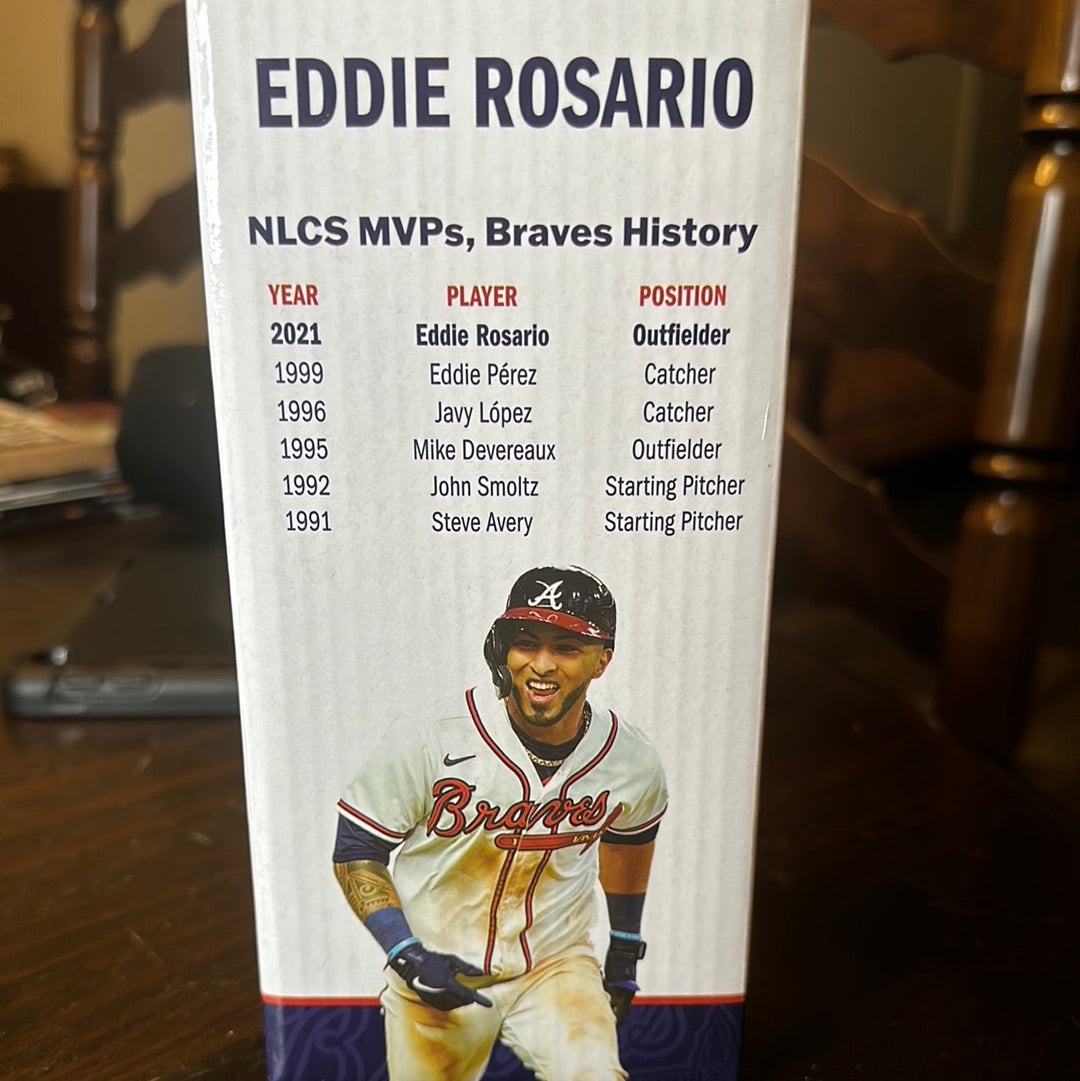 EDDIE ROSARIO
NLCS MVPs, Braves History
YEAR PLAYER POSITION
2021 Eddie Rosario Outfielder
1999 Eddie Pérez Catcher
1996 Javy López Catcher
1995 Mike Devereaux Outfielder
1992 John Smoltz Starting Pitcher
1991 Steve Avery Starting Pitcher
A
Braves